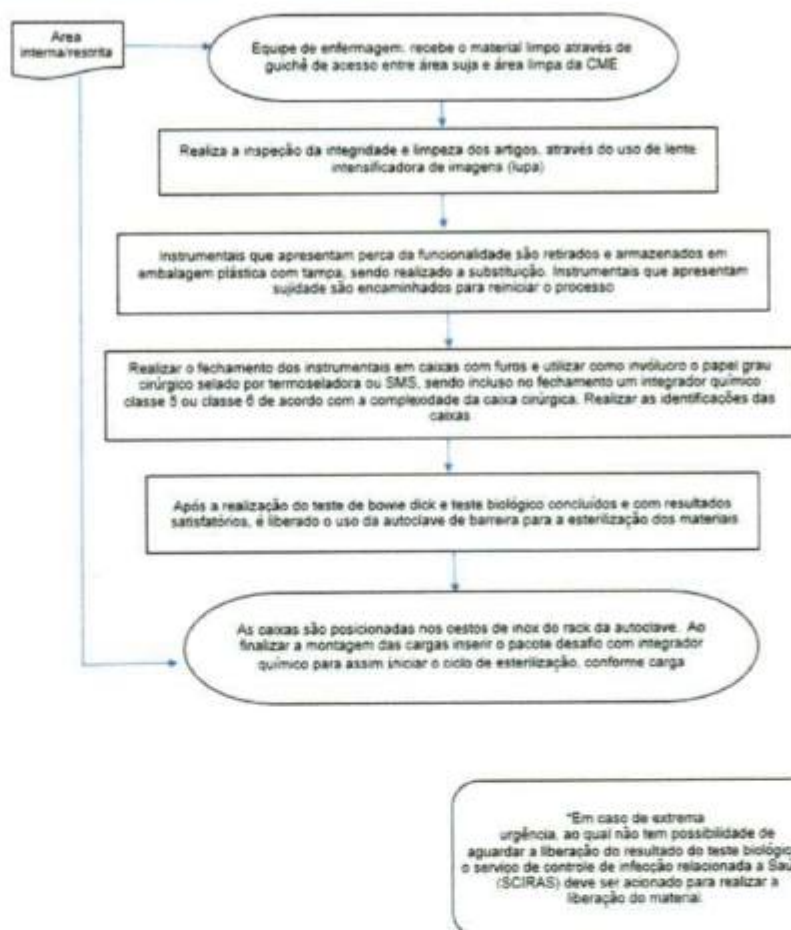 Área
interna/restrita
Equipe de enfermagem, recebe o material limpo através de
guichê de acesso entre área suja e área limpa da CME
Realiza a inspeção da integridade e limpeza dos artigos, através do uso de lente
intensificadora de imagens (lupa)
Instrumentais que apresentam perca da funcionalidade são retirados e armazenados em
embalagem plástica com tampa, sendo realizado a substituição. Instrumentais que apresentam
sujidade são encaminhados para reiniciar o processo
Realizar o fechamento dos instrumentais em caixas com furos e utilizar como invólucro o papel grau
cirúrgico selado por termoseladora ou SMS, sendo incluso no fechamento um integrador químico
classe 5 ou classe 6 de acordo com a complexidade da caixa cirúrgica. Realizar as identificações das
caixas
Após a realização do teste de bowie dick e teste biológico concluídos e com resultados
satisfatórios, é liberado o uso da autoclave de barreira para a esterilização dos materiais
As caixas são posicionadas nos cestos de inox do rack da autoclave. Ao
finalizar a montagem das cargas inserir o pacote desafio com integrador
químico para assim iniciar o ciclo de esterilização, conforme carga
*Em caso de extrema
urgência, ao qual não tem possibilidade de
aguardar a liberação do resultado do teste biológic
o serviço de controle de infecção relacionada a Saú
(SCIRAS) deve ser acionado para realizar a
liberação do material.